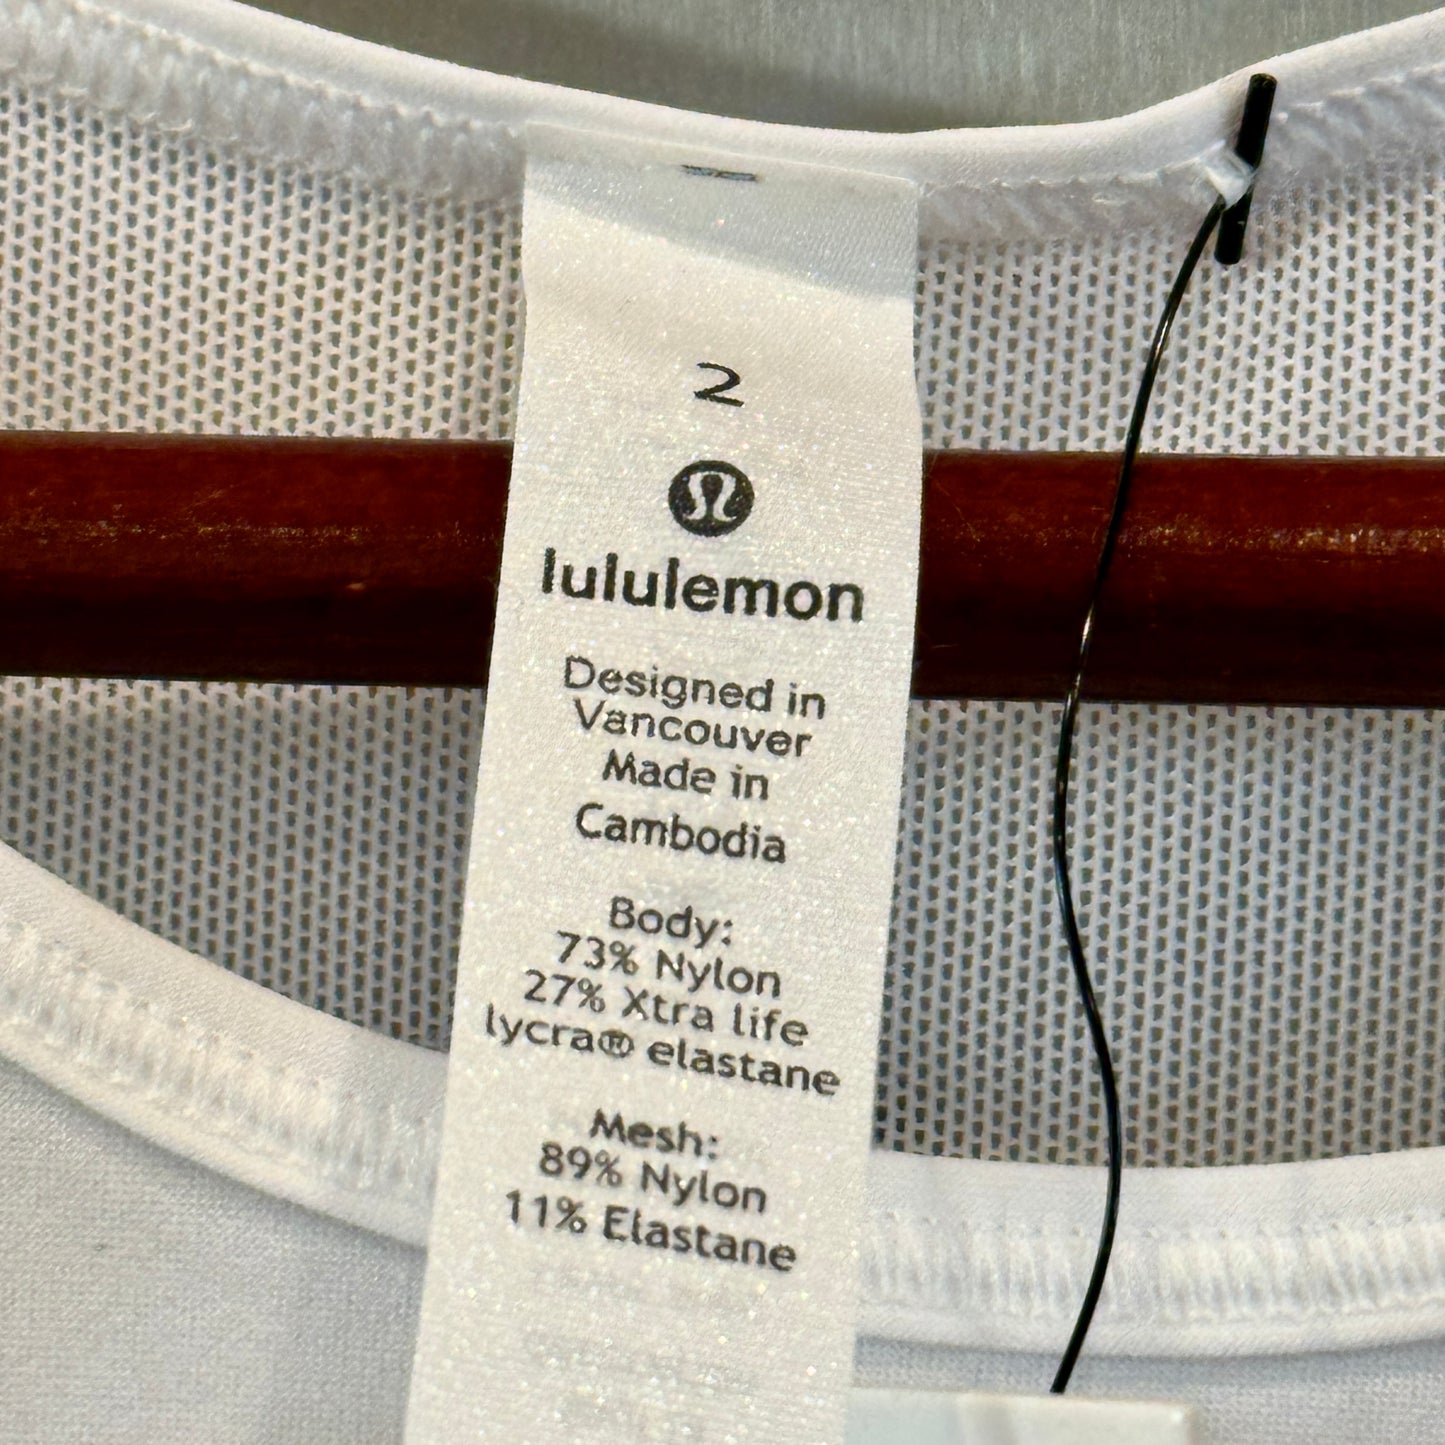 2
lululemon
Designed in
Vancouver
Made in
Cambodia
Body:
73% Nylon
27% Xtra life
lycra® elastane
Mesh:
89% Nylon
11% Elastane